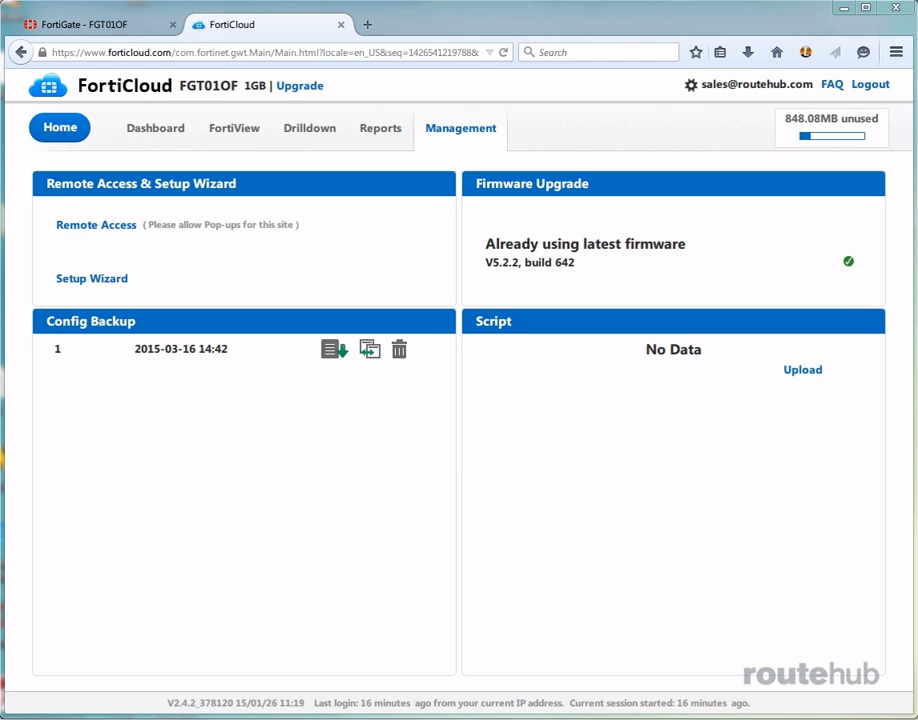 FortiGate - FGT01OF
FortiCloud
https://www.forticloud.com/com.fortinet.gwt.Main/Main.html?locale=en_US&seq=1426541219788&
Search
FortiCloud FGT01OF 1GB | Upgrade
sales@routehub.com FAQ Logout
Home Dashboard FortiView Drilldown Reports Management
848.08MB unused
Remote Access & Setup Wizard
Remote Access ( Please allow Pop-ups for this site )
Setup Wizard
Firmware Upgrade
Already using latest firmware
V5.2.2, build 642
Config Backup
1 2015-03-16 14:42
Script
No Data
Upload
routehub
V2.4.2_378120 15/01/26 11:19 Last login: 16 minutes ago from your current IP address. Current session started: 16 minutes ago.